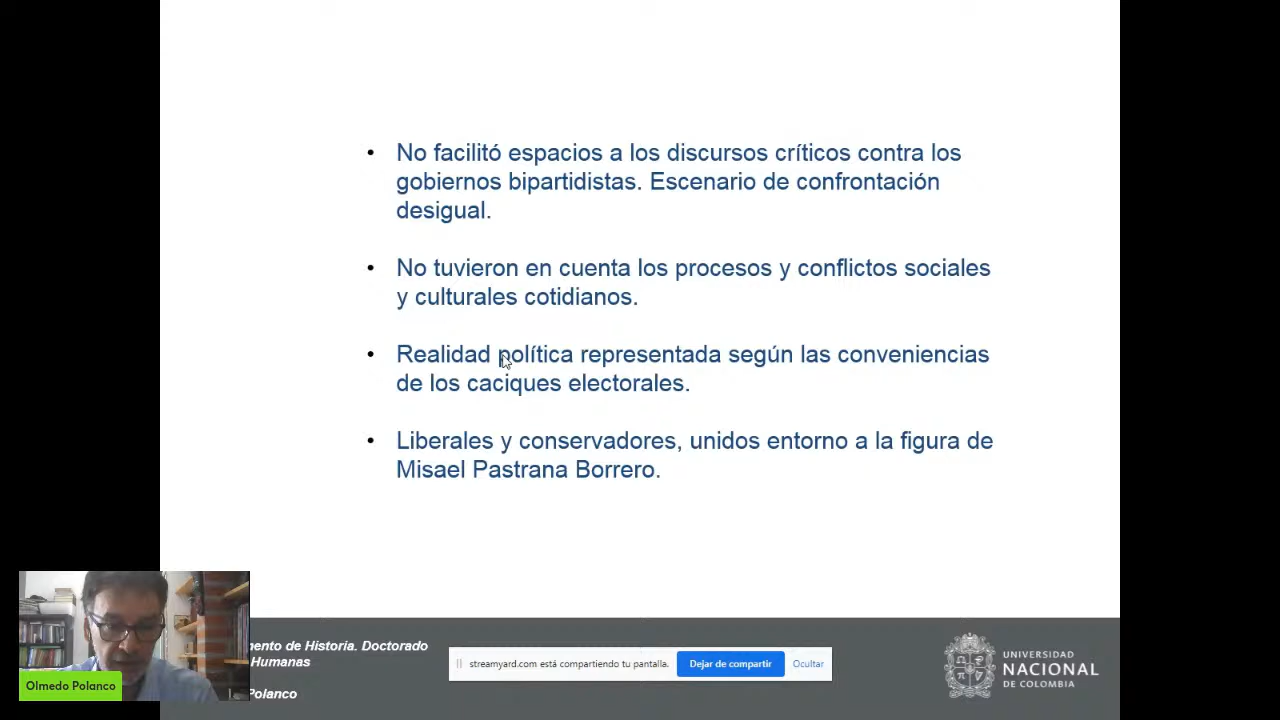 • No facilitó espacios a los discursos críticos contra los
gobiernos bipartidistas. Escenario de confrontación
desigual.
• No tuvieron en cuenta los procesos y conflictos sociales
y culturales cotidianos.
• Realidad política representada según las conveniencias
de los caciques electorales.
• Liberales y conservadores, unidos entorno a la figura de
Misael Pastrana Borrero.
de Historia. Doctorado
Humanas
Polanco
Olmedo Polanco
streamyard.com está compartiendo tu pantalla.
Dejar de compartir
Ocultar
UNIVERSIDAD
NACIONAL
DE COLOMBIA